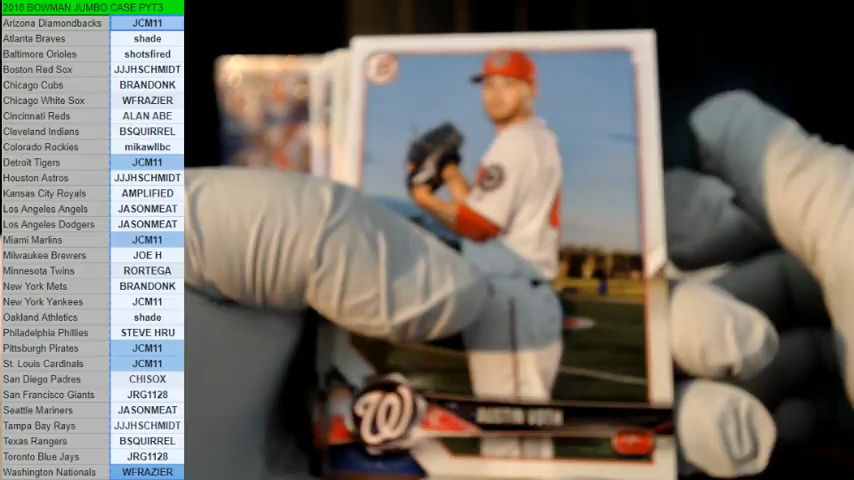 2018 BOWMAN JUMBO CASE PYT3
Arizona Diamondbacks JCM11
Atlanta Braves shade
Baltimore Orioles shotsfired
Boston Red Sox JJJHSCHMIDT
Chicago Cubs BRANDONK
Chicago White Sox WFRAZIER
Cincinnati Reds ALAN ABE
Cleveland Indians BSQUIRREL
Colorado Rockies mikawllbc
Detroit Tigers JCM11
Houston Astros JJJHSCHMIDT
Kansas City Royals AMPLIFIED
Los Angeles Angels JASONMEAT
Los Angeles Dodgers JASONMEAT
Miami Marlins JCM11
Milwaukee Brewers JOE H
Minnesota Twins RORTEGA
New York Mets BRANDONK
New York Yankees JCM11
Oakland Athletics shade
Philadelphia Phillies STEVE HRU
Pittsburgh Pirates JCM11
St. Louis Cardinals JCM11
San Diego Padres CHISOX
San Francisco Giants JRG1128
Seattle Mariners JASONMEAT
Tampa Bay Rays JJJHSCHMIDT
Texas Rangers BSQUIRREL
Toronto Blue Jays JRG1128
Washington Nationals WFRAZIER
W
AUSTIN VOTH